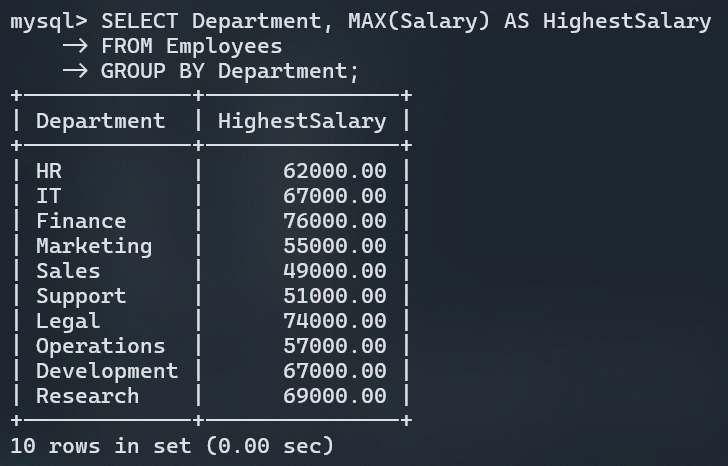 mysql> SELECT Department, MAX(Salary) AS HighestSalary
    -> FROM Employees
    -> GROUP BY Department;
+-------------+---------------+
| Department  | HighestSalary |
+-------------+---------------+
| HR          |      62000.00 |
| IT          |      67000.00 |
| Finance     |      76000.00 |
| Marketing   |      55000.00 |
| Sales       |      49000.00 |
| Support     |      51000.00 |
| Legal       |      74000.00 |
| Operations  |      57000.00 |
| Development |      67000.00 |
| Research    |      69000.00 |
+-------------+---------------+
10 rows in set (0.00 sec)